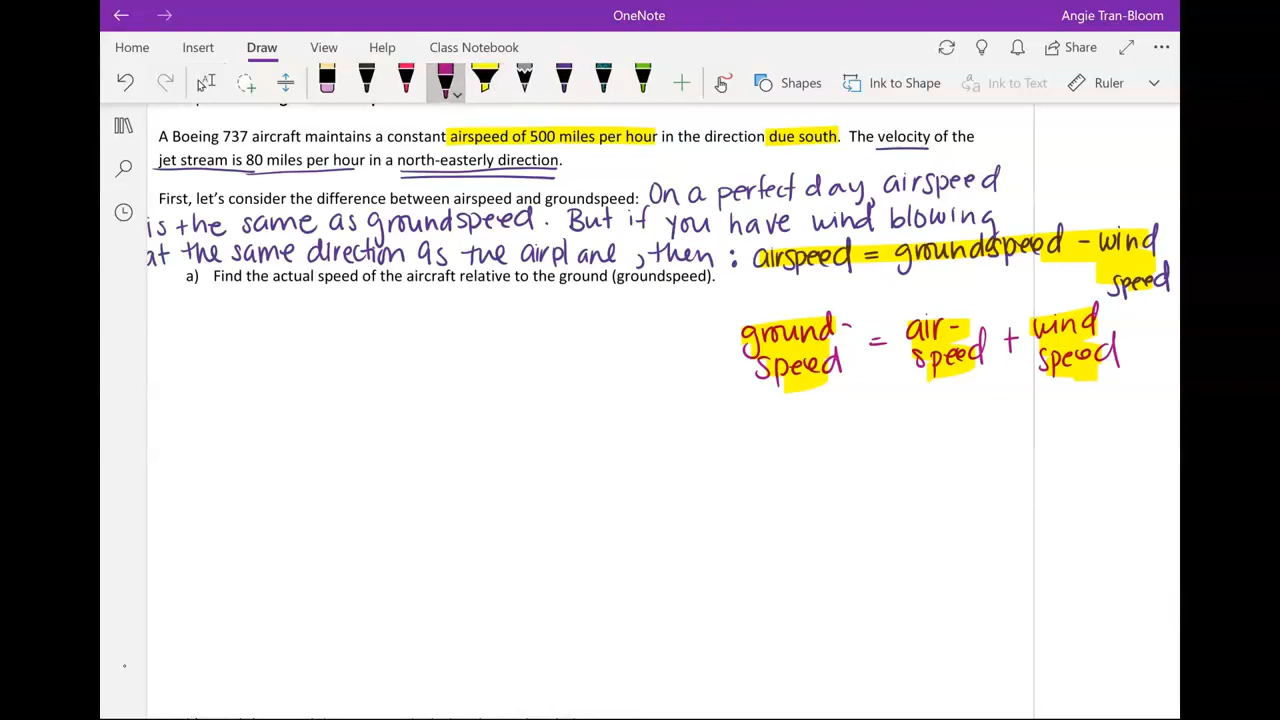 OneNote
Angie Tran-Bloom
Home Insert Draw View Help Class Notebook Share
Shapes Ink to Shape Ink to Text Ruler
A Boeing 737 aircraft maintains a constant airspeed of 500 miles per hour in the direction due south. The velocity of the
jet stream is 80 miles per hour in a north-easterly direction.
First, let's consider the difference between airspeed and groundspeed: On a perfect day, airspeed
is the same as groundspeed. But if you have wind blowing
at the same direction as the airplane, then: airspeed = groundspeed - wind
speed
a) Find the actual speed of the aircraft relative to the ground (groundspeed).
ground- = air- + wind
speed speed speed